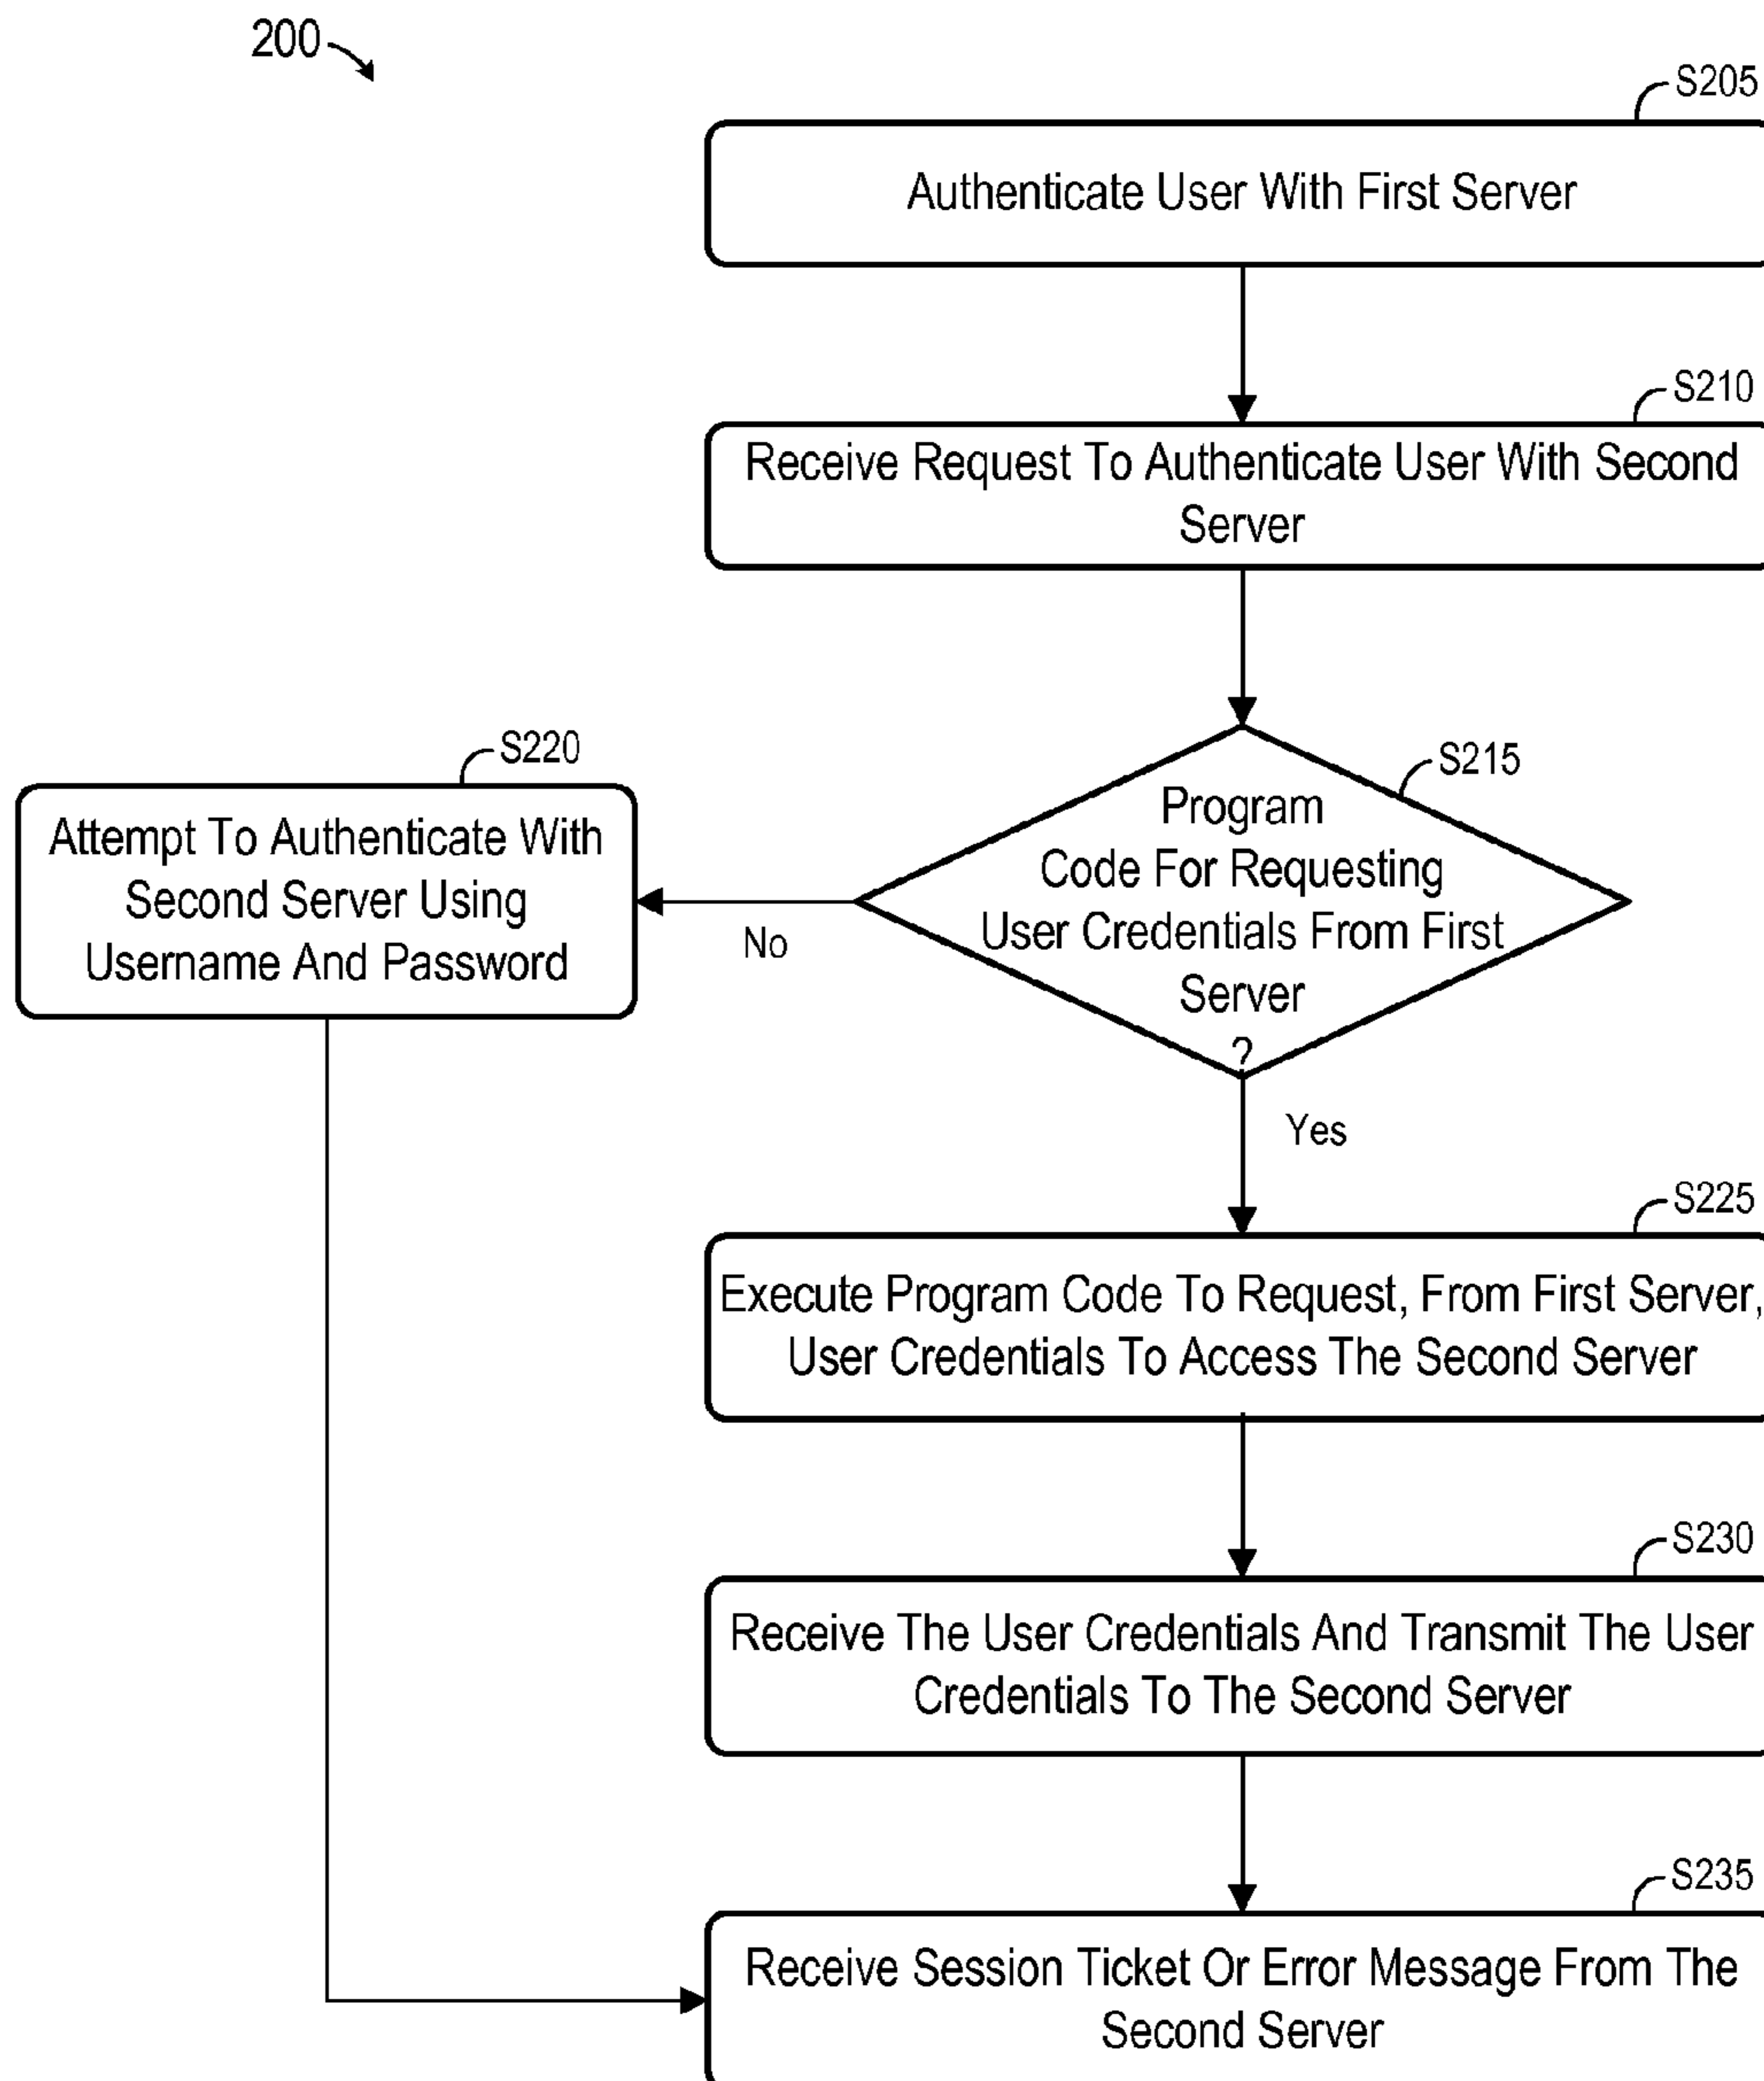 200
S205
Authenticate User With First Server
S210
Receive Request To Authenticate User With Second
Server
S215
Program
Code For Requesting
User Credentials From First
Server
?
S220
Attempt To Authenticate With
Second Server Using
Username And Password
No
Yes
S225
Execute Program Code To Request, From First Server,
User Credentials To Access The Second Server
S230
Receive The User Credentials And Transmit The User
Credentials To The Second Server
S235
Receive Session Ticket Or Error Message From The
Second Server